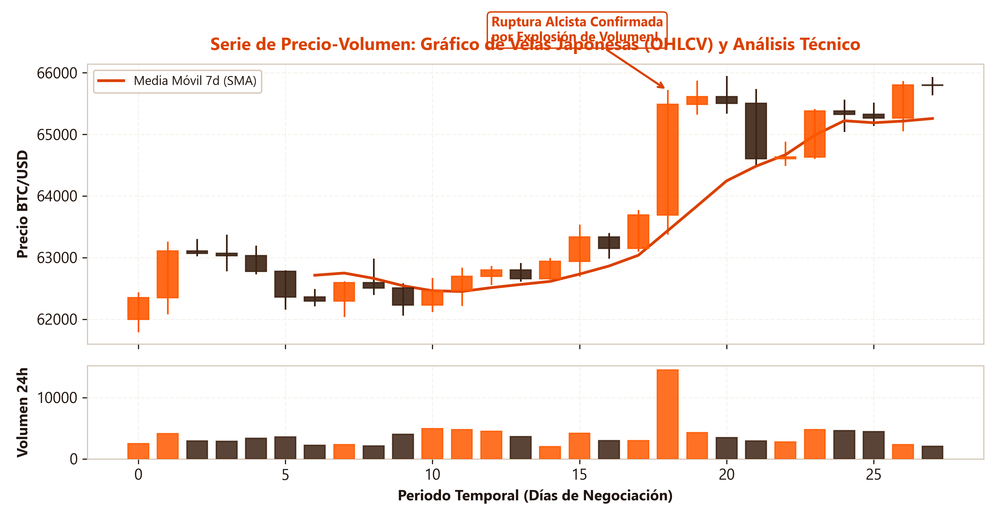 Ruptura Alcista Confirmada
por Explosión de Volumen!
Serie de Precio-Volumen: Gráfico de Velas Japonesas (OHLCV) y Análisis Técnico
Media Móvil 7d (SMA)
Precio BTC/USD
66000
65000
64000
63000
62000
Volumen 24h
10000
0
0 5 10 15 20 25
Periodo Temporal (Días de Negociación)